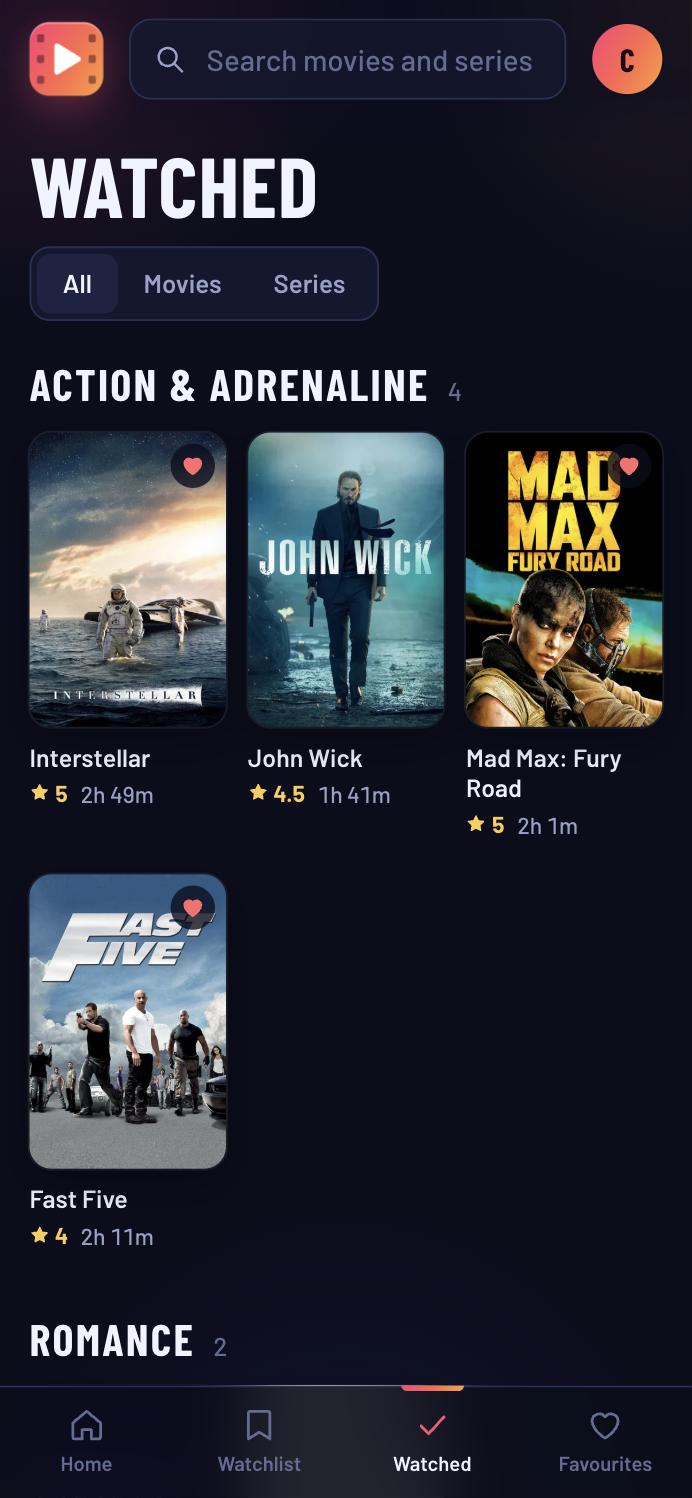 Search movies and series
C
WATCHED
All Movies Series
ACTION & ADRENALINE 4
INTERSTELLAR
JOHN WICK
MAD
MAX
FURY ROAD
Interstellar
5 2h 49m
John Wick
4.5 1h 41m
Mad Max: Fury
Road
5 2h 1m
FAST
FIVE
Fast Five
4 2h 11m
ROMANCE 2
Home Watchlist Watched Favourites